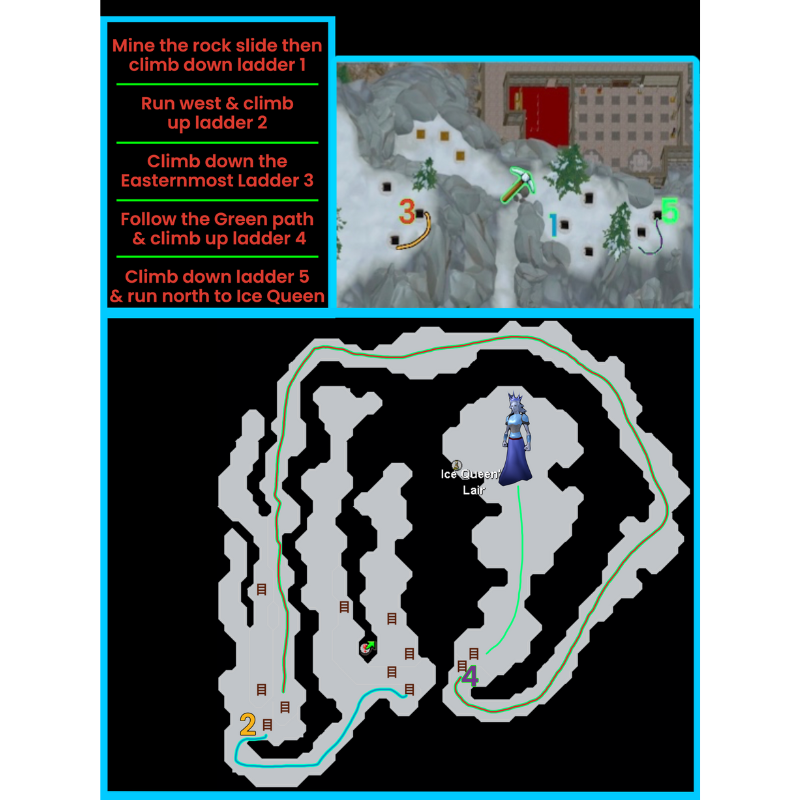 Mine the rock slide then
climb down ladder 1
Run west & climb
up ladder 2
Climb down the
Easternmost Ladder 3
Follow the Green path
& climb up ladder 4
Climb down ladder 5
& run north to Ice Queen
3
1
5
Ice Queen'
Lair
4
2